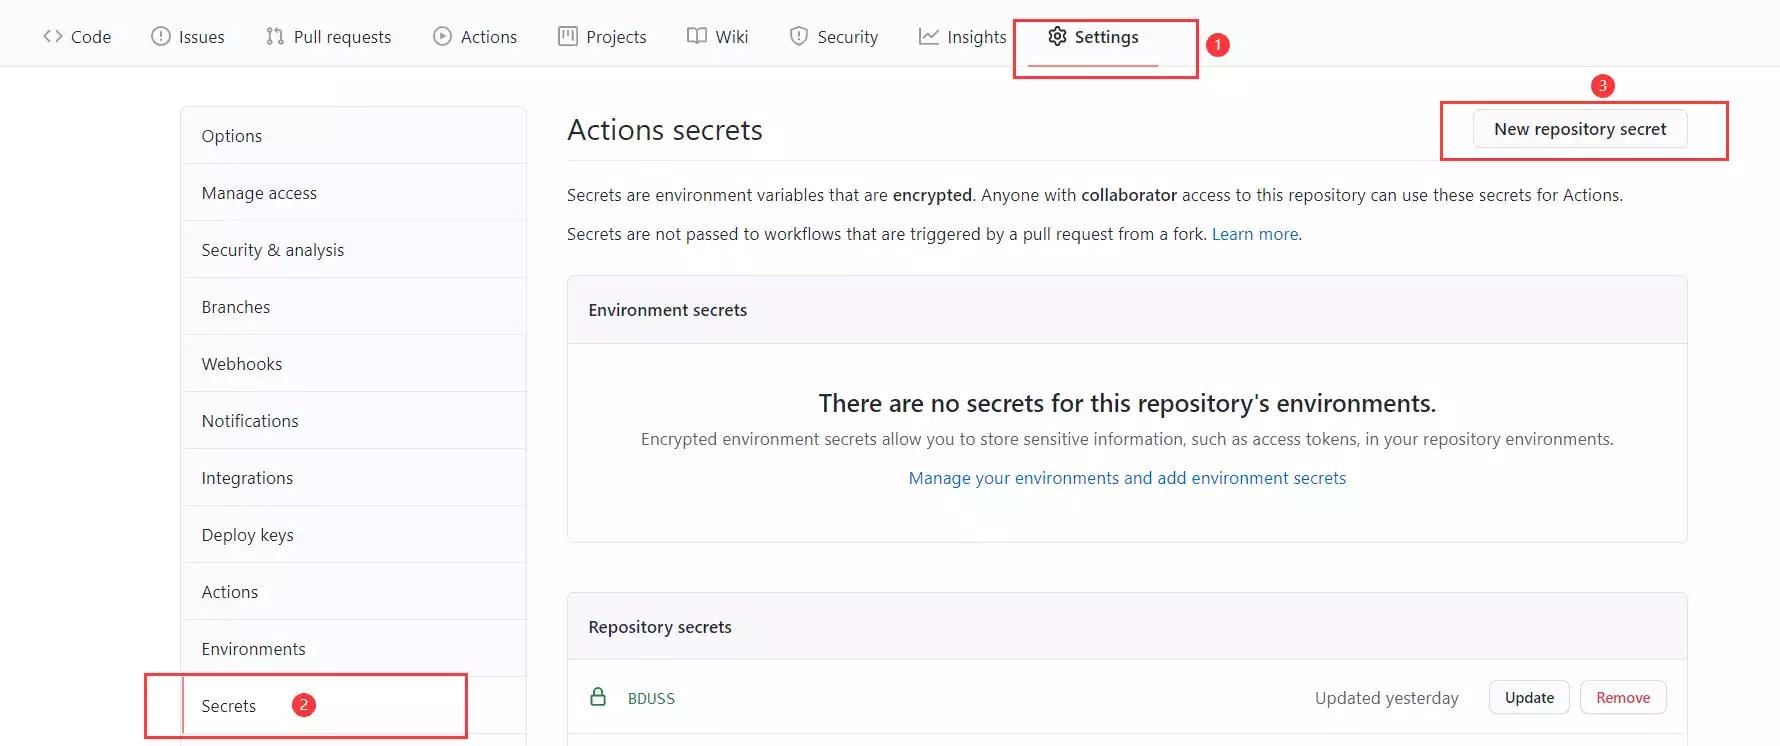 Code Issues Pull requests Actions Projects Wiki Security Insights Settings 1
3
Options
Manage access
Security & analysis
Branches
Webhooks
Notifications
Integrations
Deploy keys
Actions
Environments
Secrets 2
Actions secrets
New repository secret
Secrets are environment variables that are encrypted. Anyone with collaborator access to this repository can use these secrets for Actions.
Secrets are not passed to workflows that are triggered by a pull request from a fork. Learn more.
Environment secrets
There are no secrets for this repository's environments.
Encrypted environment secrets allow you to store sensitive information, such as access tokens, in your repository environments.
Manage your environments and add environment secrets
Repository secrets
BDUSS Updated yesterday Update Remove